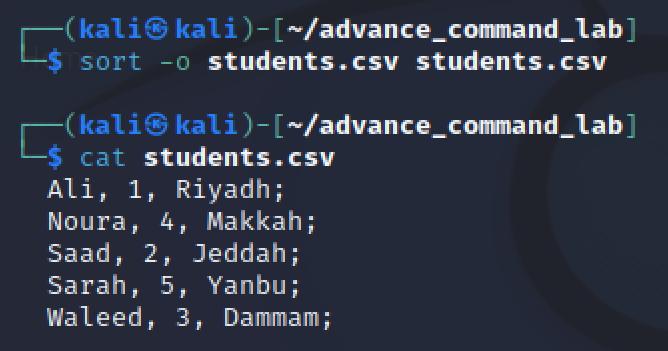 ┌──(kali㉿kali)-[~/advance_command_lab]
└─$ sort -o students.csv students.csv
┌──(kali㉿kali)-[~/advance_command_lab]
└─$ cat students.csv
Ali, 1, Riyadh;
Noura, 4, Makkah;
Saad, 2, Jeddah;
Sarah, 5, Yanbu;
Waleed, 3, Dammam;